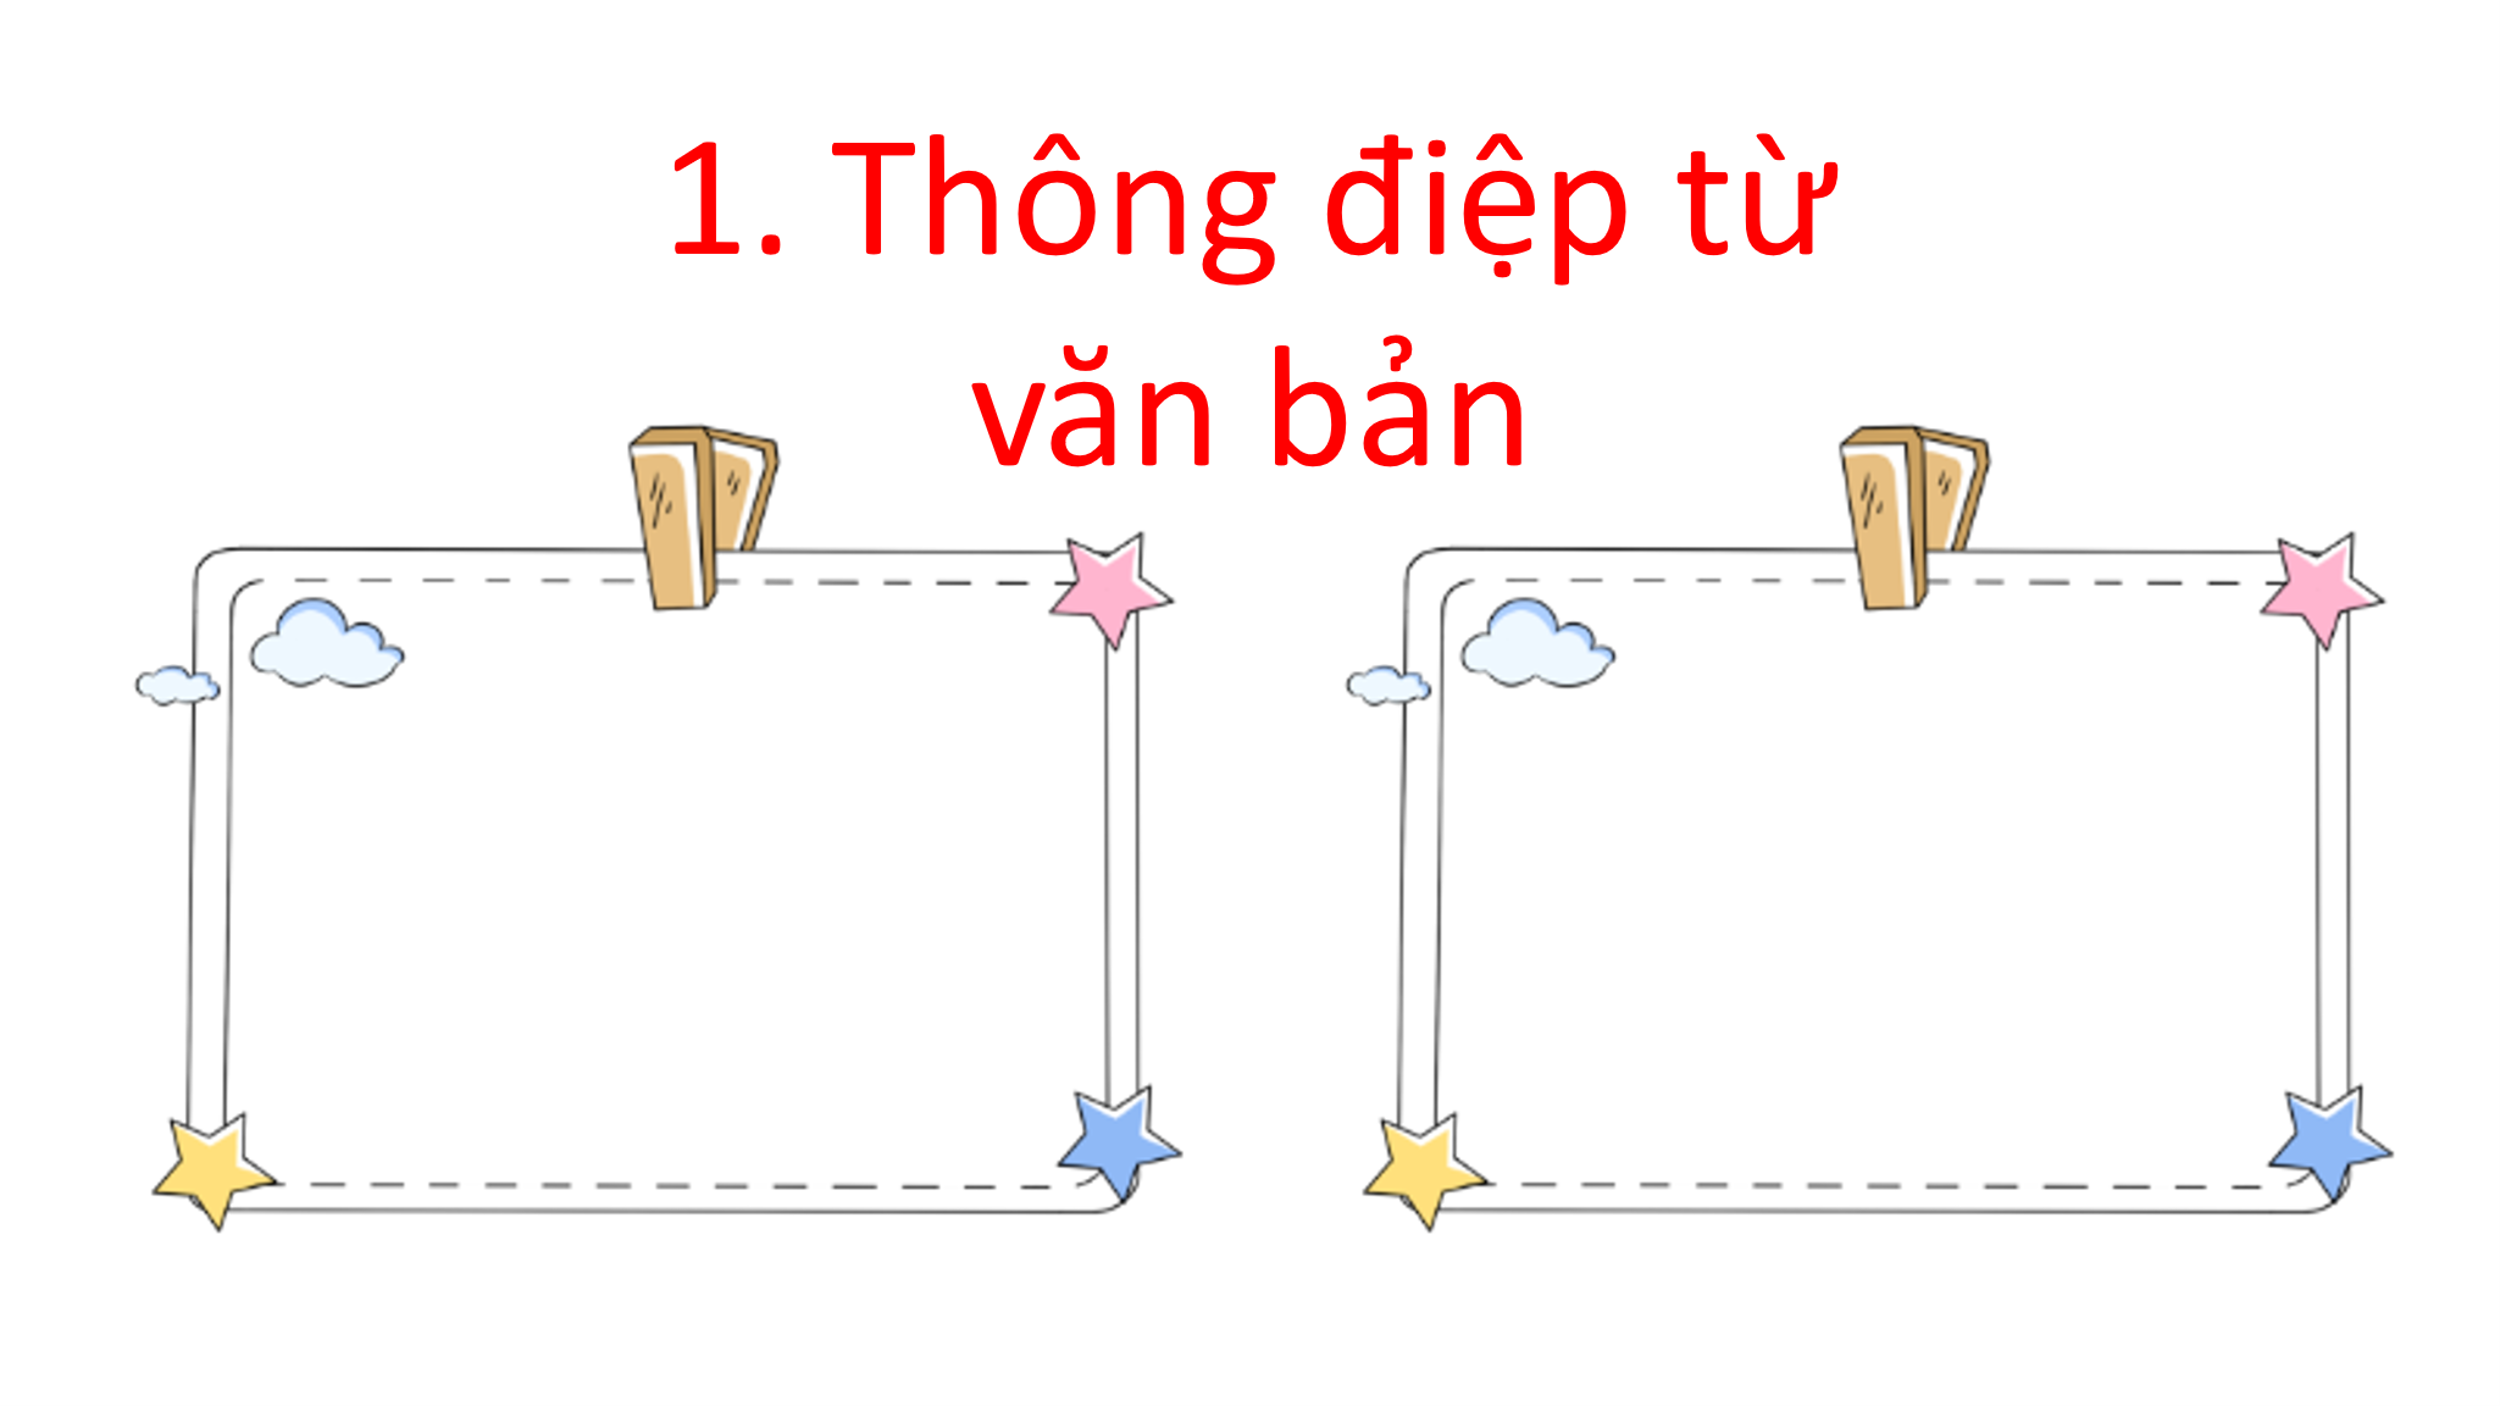 1. Thông điệp từ
văn bản